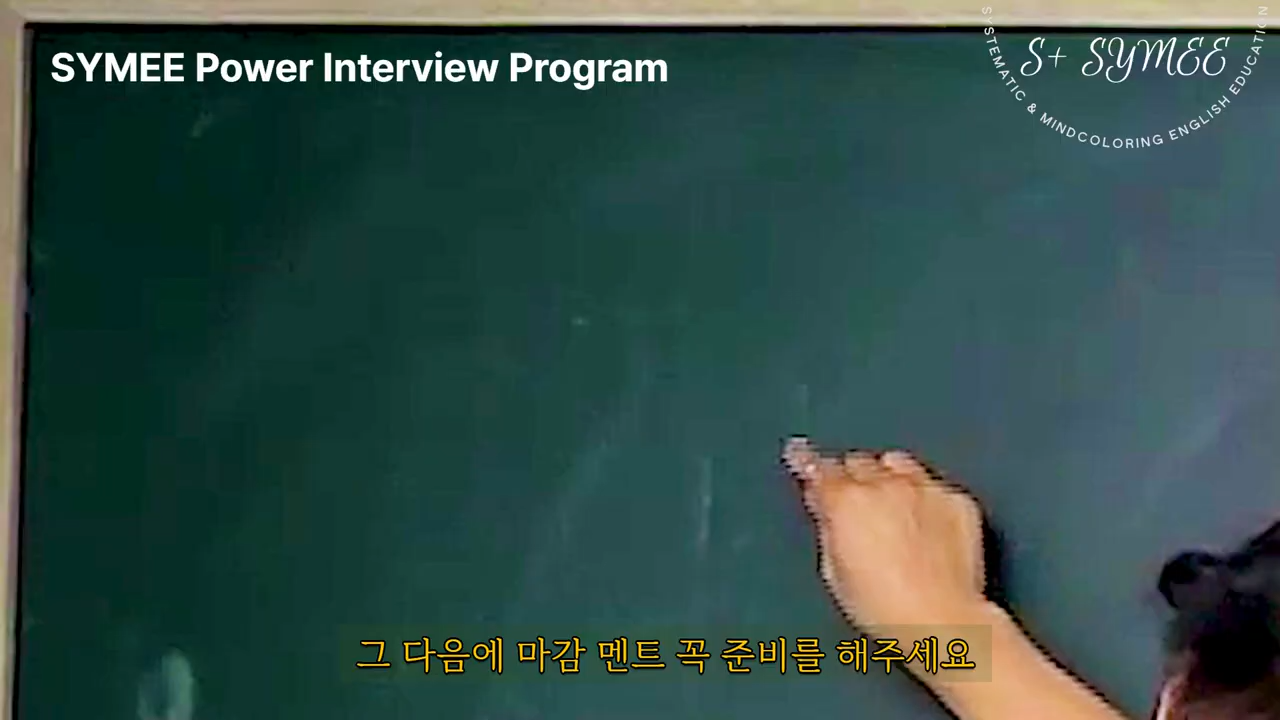 SYMEE Power Interview Program
S+ SYMEE
SYSTEMATIC & MINDCOLORING ENGLISH EDUCATION
그 다음에 마감 멘트 꼭 준비를 해주세요